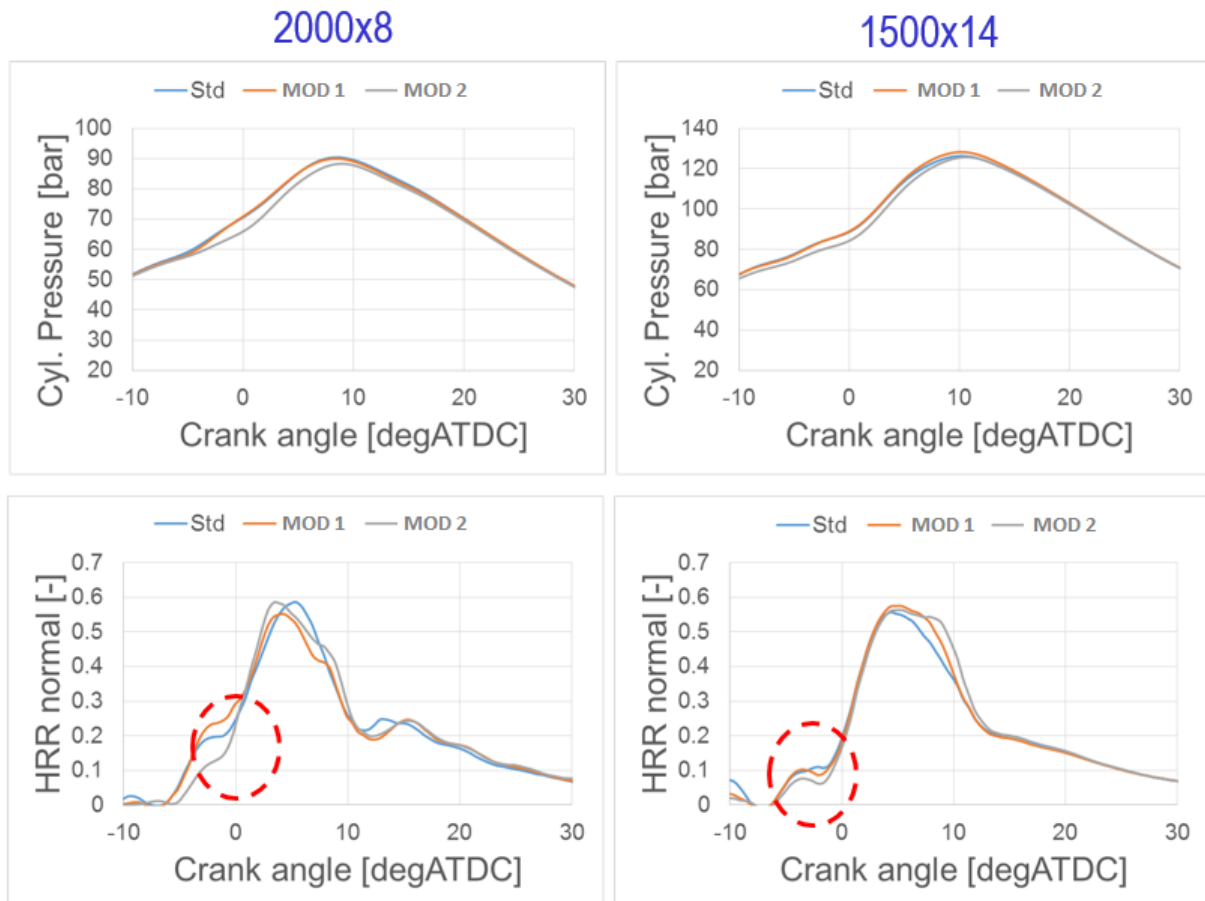 2000x8
1500x14
Std MOD 1 MOD 2
Cyl. Pressure [bar]
100
90
80
70
60
50
40
30
20
-10 0 10 20 30
Crank angle [degATDC]
Std MOD 1 MOD 2
Cyl. Pressure [bar]
140
120
100
80
60
40
20
-10 0 10 20 30
Crank angle [degATDC]
Std MOD 1 MOD 2
HRR normal [-]
0.7
0.6
0.5
0.4
0.3
0.2
0.1
0
-10 0 10 20 30
Crank angle [degATDC]
Std MOD 1 MOD 2
HRR normal [-]
0.7
0.6
0.5
0.4
0.3
0.2
0.1
0
-10 0 10 20 30
Crank angle [degATDC]